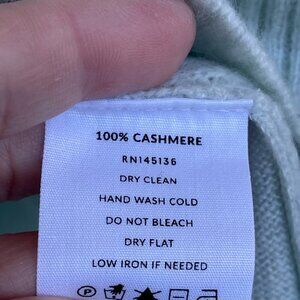 100% CASHMERE
RN145136
DRY CLEAN
HAND WASH COLD
DO NOT BLEACH
DRY FLAT
LOW IRON IF NEEDED
P